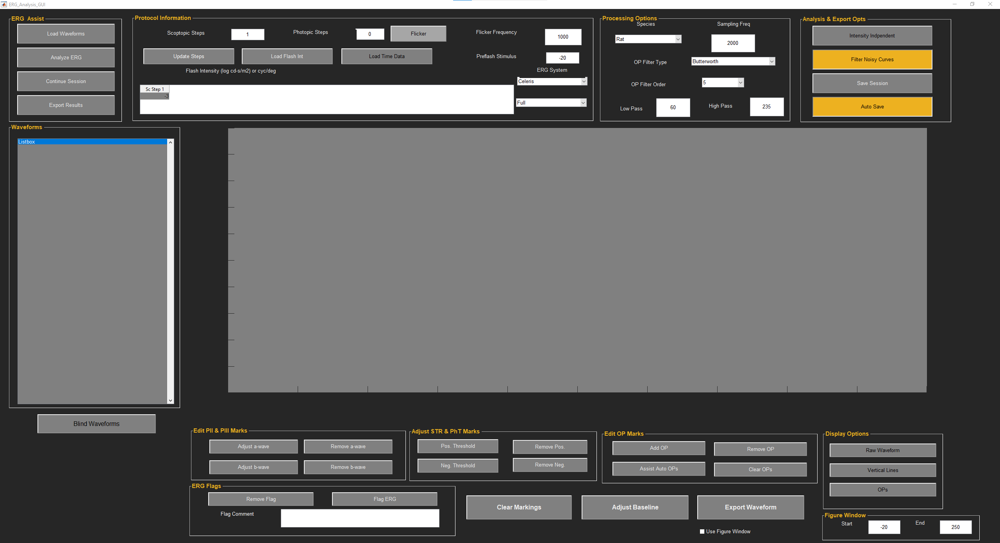 ERG_Analysis_GUI
ERG  Assist
Load Waveforms
Analyze ERG
Continue Session
Export Results
Protocol Information
Scoptopic Steps
1
Photopic Steps
0
Flicker
Flicker Frequency
1000
Update Steps
Load Flash Int
Load Time Data
Preflash Stimulus
-20
Flash Intensity (log cd-s/m2) or cyc/deg
ERG System
Celeris
Sc Step 1
-3
Full
Processing Options
Species
Sampling Freq
Rat
2000
OP Filter Type
Butterworth
OP Filter Order
5
Low Pass
60
High Pass
235
Analysis & Export Opts
Intensity Indpendent
Filter Noisy Curves
Save Session
Auto Save
Waveforms
Listbox
Blind Waveforms
Edit PII & PIII Marks
Adjust a-wave
Remove a-wave
Adjust b-wave
Remove b-wave
Adjust STR & PhT Marks
Pos. Threshold
Remove Pos.
Neg. Threshold
Remove Neg.
Edit OP Marks
Add OP
Remove OP
Assist Auto OPs
Clear OPs
Display Options
Raw Waveform
Vertical Lines
OPs
ERG Flags
Remove Flag
Flag ERG
Flag Comment
Clear Markings
Adjust Baseline
Export Waveform
Use Figure Window
Figure Window
Start
-20
End
250